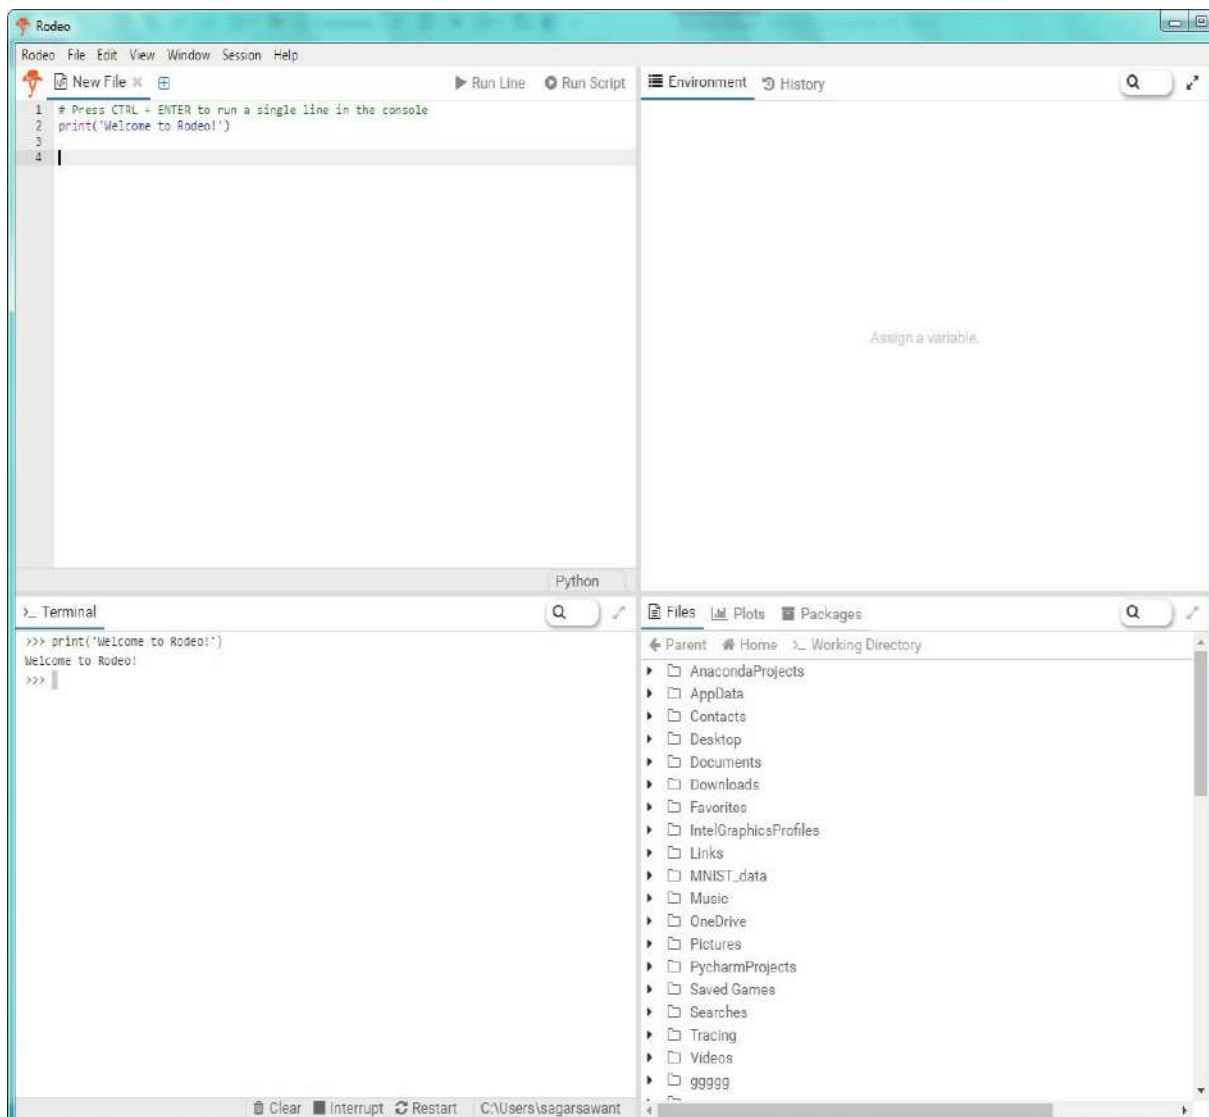 Rodeo
Rodeo File Edit View Window Session Help
New File
Run Line Run Script
1 # Press CTRL + ENTER to run a single line in the console
2 print('Welcome to Rodeo!')
3
4
Python
Environment History
Assign a variable.
>_ Terminal
>>> print('Welcome to Rodeo!')
Welcome to Rodeo!
>>>
Clear Interrupt Restart C:\Users\sagarsawant
Files Plots Packages
Parent Home >_ Working Directory
AnacondaProjects
AppData
Contacts
Desktop
Documents
Downloads
Favorites
IntelGraphicsProfiles
Links
MNIST_data
Music
OneDrive
Pictures
PycharmProjects
Saved Games
Searches
Tracing
Videos
ggggg